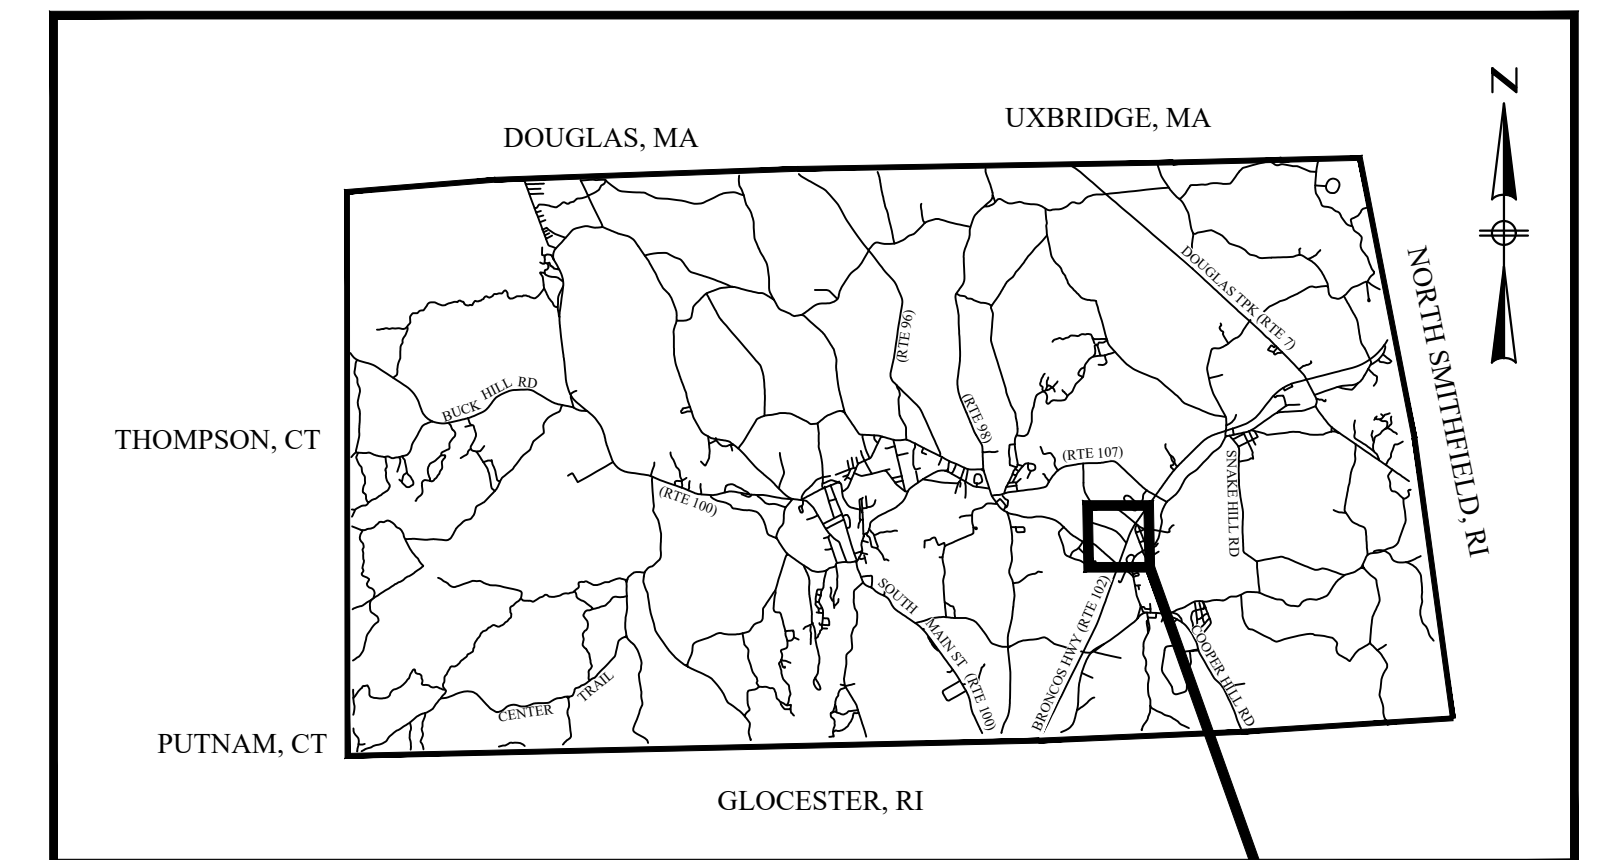 N
UXBRIDGE, MA
DOUGLAS, MA
DOUGLAS TPK (RTE 7)
NORTH SMITHFIELD, RI
(RTE 96)
BUCK HILL RD
(RTE 98)
THOMPSON, CT
(RTE 107)
SNAKE HILL RD
(RTE 100)
SOUTH MAIN ST (RTE 100)
BRONCOS HWY (RTE 102)
COOPER HILL RD
CENTER TRAIL
PUTNAM, CT
GLOCESTER, RI